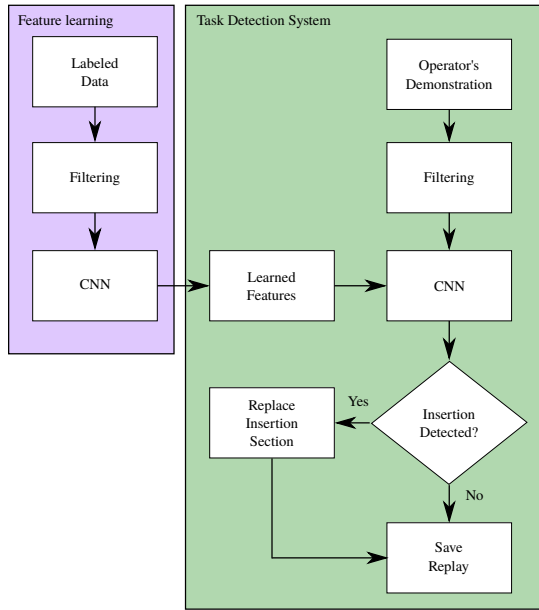 Feature learning
Labeled
Data
Filtering
CNN
Task Detection System
Operator's
Demonstration
Filtering
Learned
Features
CNN
Insertion
Detected?
Yes
Replace
Insertion
Section
No
Save
Replay